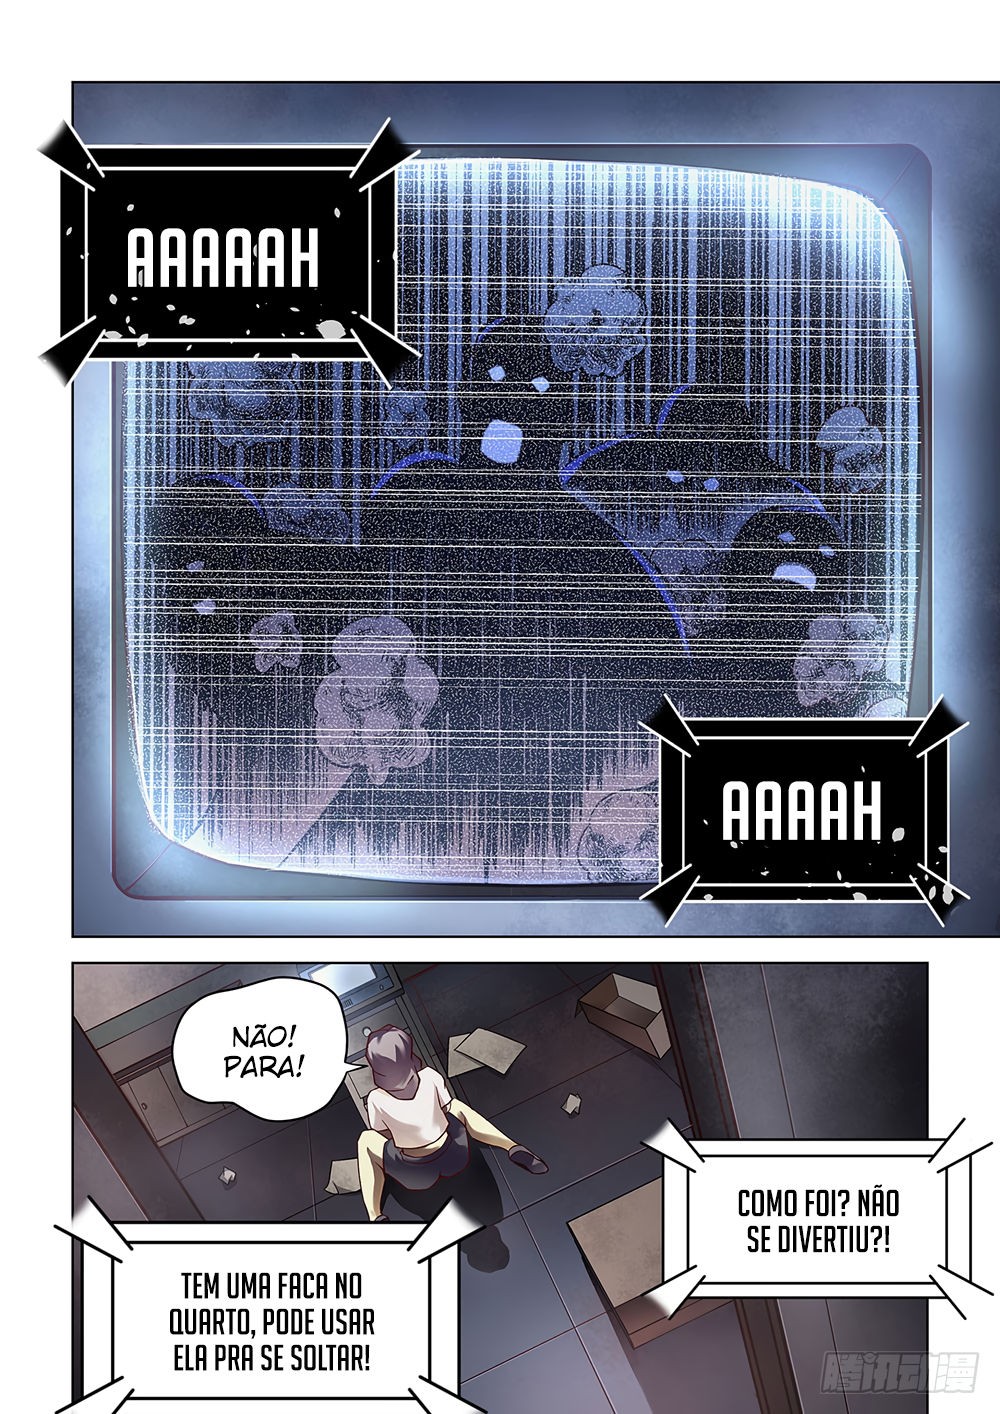 AAAAAH
AAAAH
NÃO!
PARA!
COMO FOI? NÃO
SE DIVERTIU?!
TEM UMA FACA NO
QUARTO, PODE USAR
ELA PRA SE SOLTAR!
腾讯动漫